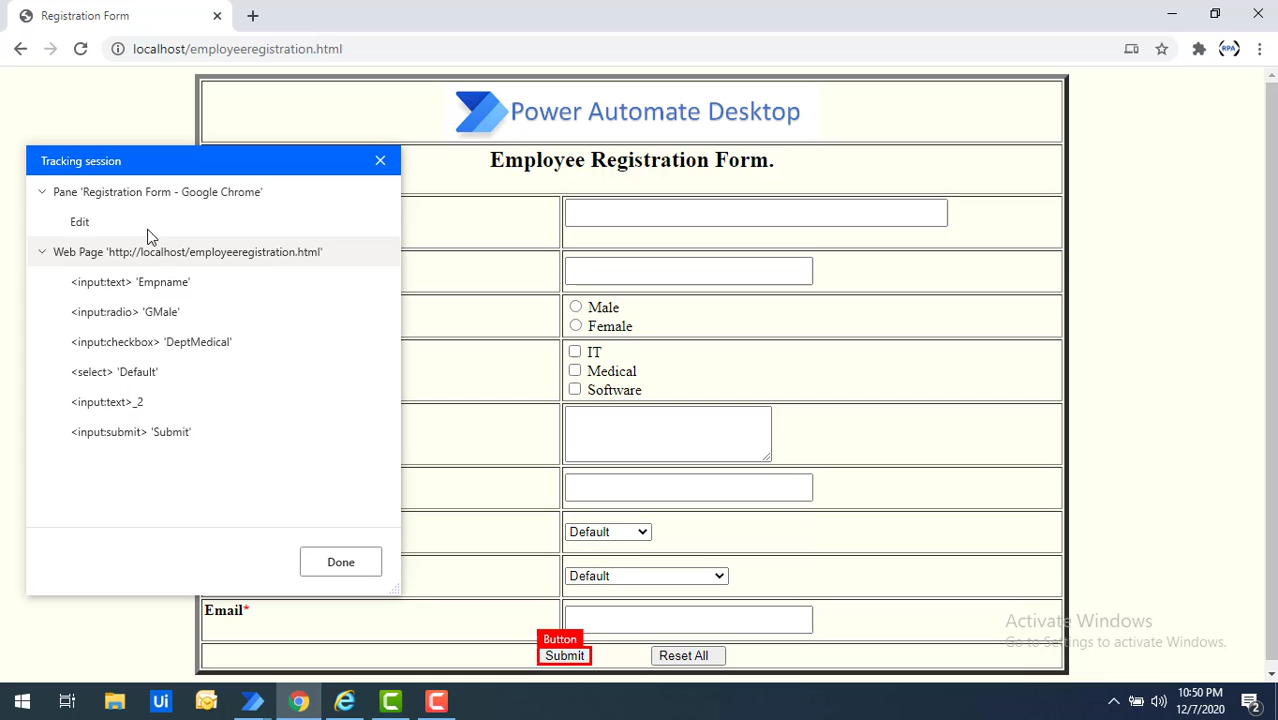 Registration Form
localhost/employeeregistration.html
RPA
Power Automate Desktop
Employee Registration Form.
Tracking session
Pane 'Registration Form - Google Chrome'
Edit
Web Page 'http://localhost/employeeregistration.html'
<input:text> 'Empname'
<input:radio> 'GMale'
<input:checkbox> 'DeptMedical'
<select> 'Default'
<input:text>_2
<input:submit> 'Submit'
Done
Male
Female
IT
Medical
Software
Default
Default
Email*
Button
Submit
Reset All
Activate Windows
Go to Settings to activate Windows.
Ui
10:50 PM
12/7/2020
2